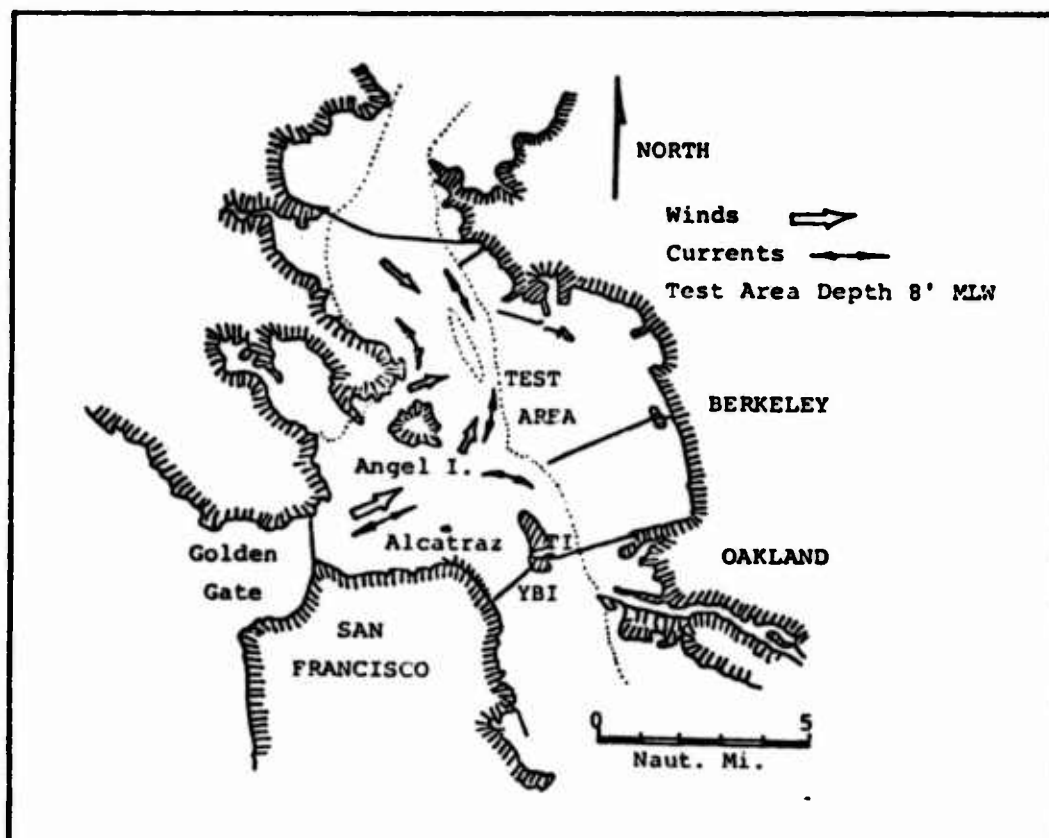 NORTH
Winds
Currents
Test Area Depth 8' MLW
TEST
AREA
BERKELEY
Angel I.
Golden
Gate
Alcatraz
TI
YBI
OAKLAND
SAN
FRANCISCO
0 5
Naut. Mi.